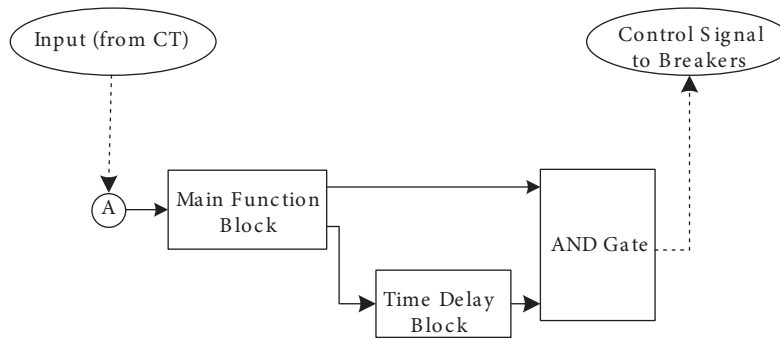 Input (from CT)
Control Signal
to Breakers
A
Main Function
Block
AND Gate
Time Delay
Block